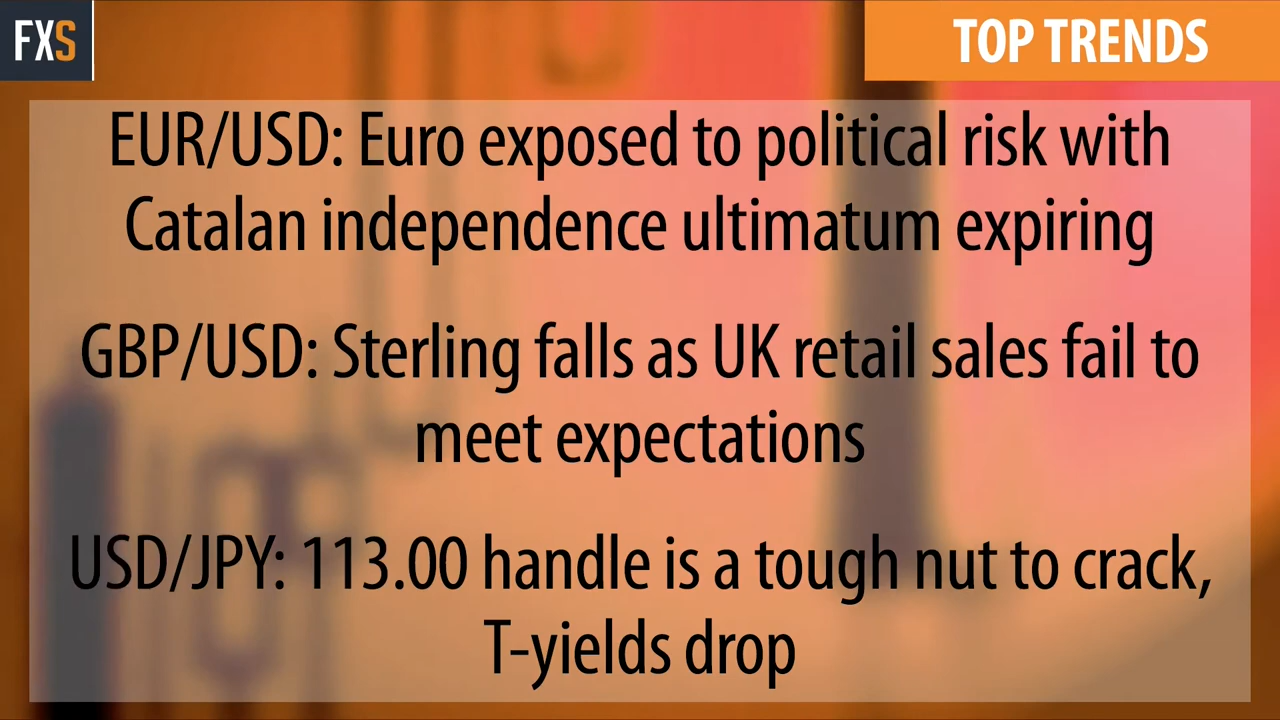 FXS
TOP TRENDS
EUR/USD: Euro exposed to political risk with
Catalan independence ultimatum expiring
GBP/USD: Sterling falls as UK retail sales fail to
meet expectations
USD/JPY: 113.00 handle is a tough nut to crack,
T-yields drop